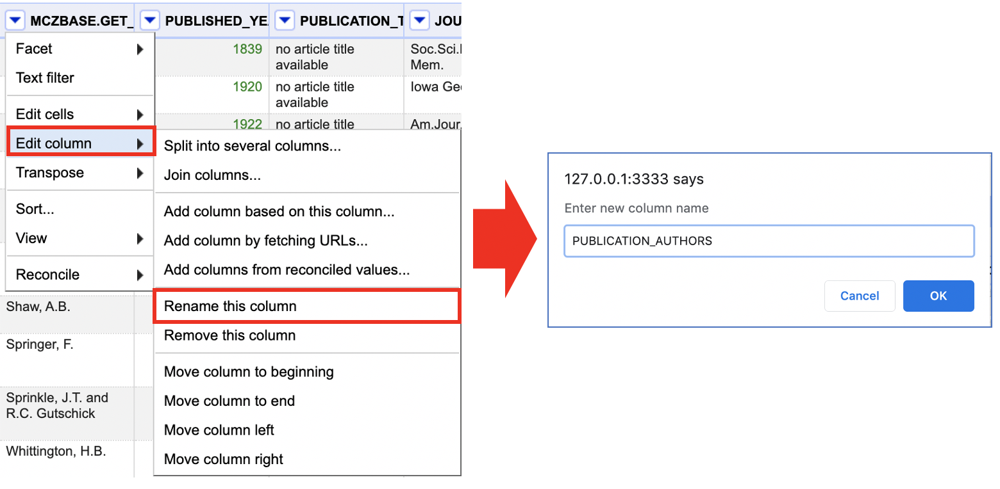 MCZBASE.GET_ PUBLISHED_YE. PUBLICATION_T JOU
Facet
Text filter
Edit cells
Edit column
Transpose
Sort...
View
Reconcile
1839 no article title Soc.Sci.
available Mem.
1920 no article title Iowa Geo
available
1922 no article title Am.Jour.
Split into several columns...
Join columns...
Add column based on this column...
Add column by fetching URLs...
Add columns from reconciled values...
Rename this column
Remove this column
Move column to beginning
Move column to end
Move column left
Move column right
Shaw, A.B.
Springer, F.
Sprinkle, J.T. and
R.C. Gutschick
Whittington, H.B.
127.0.0.1:3333 says
Enter new column name
PUBLICATION_AUTHORS
Cancel OK